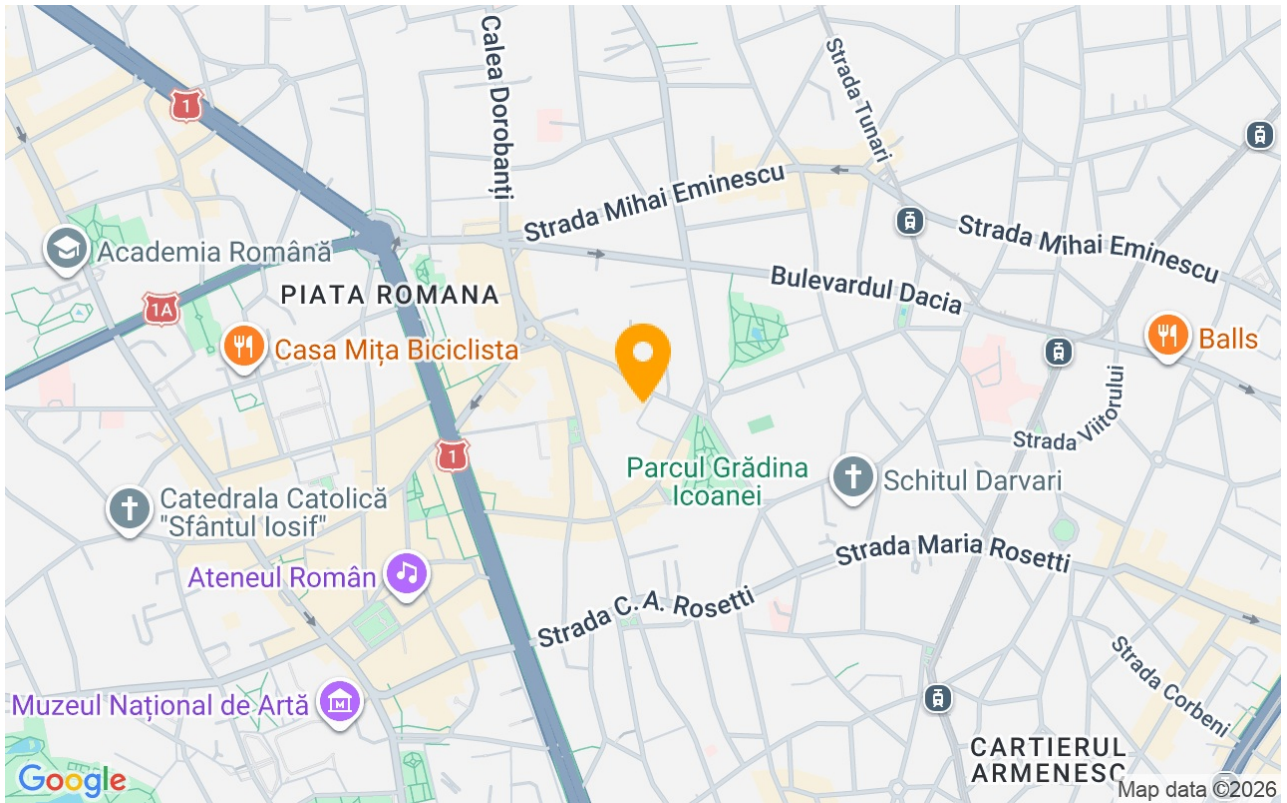 Calea Dorobanți
Strada Tunari
1
Strada Mihai Eminescu
Strada Mihai Eminescu
Academia Română
Bulevardul Dacia
PIATA ROMANA
1A
Casa Mița Biciclista
Balls
Strada Viitorului
1
Parcul Grădina
Icoanei
Schitul Darvari
Catedrala Catolică
"Sfântul Iosif"
Strada Maria Rosetti
Ateneul Român
Strada C. A. Rosetti
Strada Corbeni
Muzeul Național de Artă
M
CARTIERUL
ARMENESC
Google
Map data ©2026